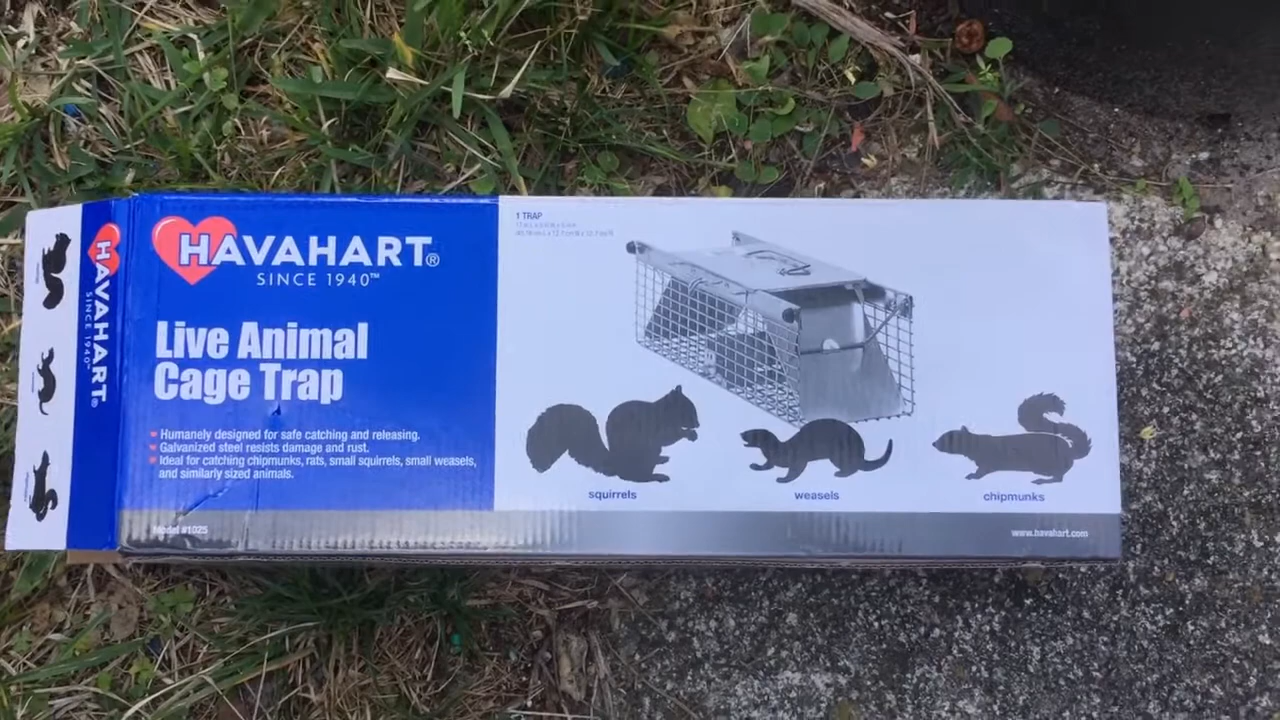 HAVAHART®
SINCE 1940™
Live Animal
Cage Trap
Humanely designed for safe catching and releasing.
Galvanized steel resists damage and rust.
Ideal for catching chipmunks, rats, small squirrels, small weasels,
and similarly sized animals.
Model #1025
1 TRAP
squirrels
weasels
chipmunks
www.havahart.com
HAVAHART®
SINCE 1940™